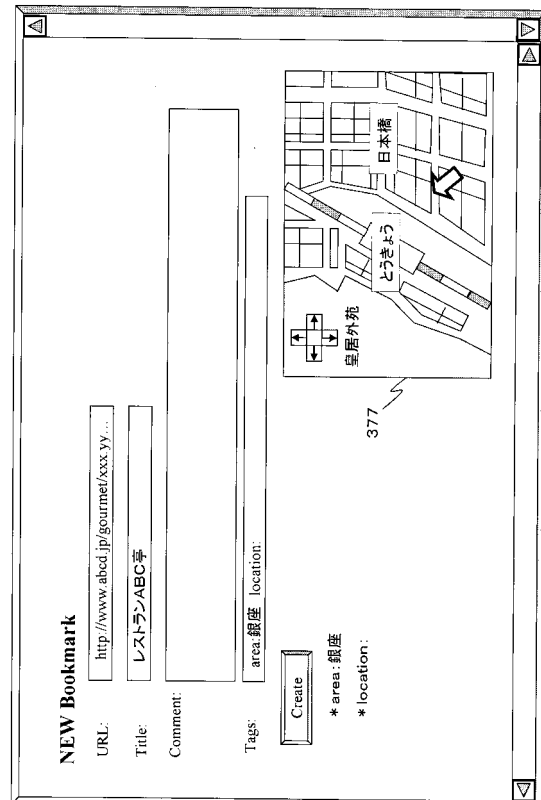 NEW Bookmark
URL: http://www.abcd.jp/gourmet/xxx.yy...
Title: レストランABC亭
Comment:
Tags: area:銀座 location:
Create
* area:銀座
* location:
377
皇居外苑
とうきょう
日本橋